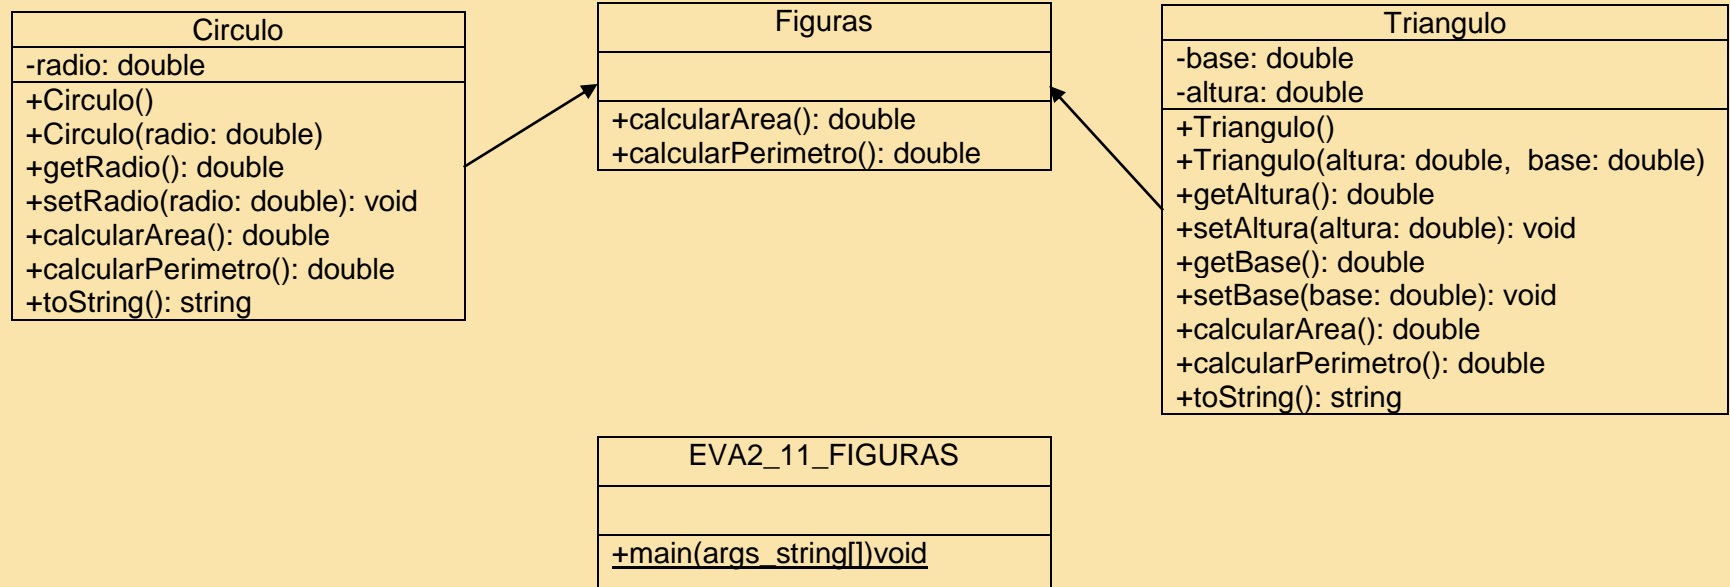 Circulo
-radio: double
+Circulo()
+Circulo(radio: double)
+getRadio(): double
+setRadio(radio: double): void
+calcularArea(): double
+calcularPerimetro(): double
+toString(): string
Figuras
+calcularArea(): double
+calcularPerimetro(): double
Triangulo
-base: double
-altura: double
+Triangulo()
+Triangulo(altura: double, base: double)
+getAltura(): double
+setAltura(altura: double): void
+getBase(): double
+setBase(base: double): void
+calcularArea(): double
+calcularPerimetro(): double
+toString(): string
EVA2_11_FIGURAS
+main(args_string[])void